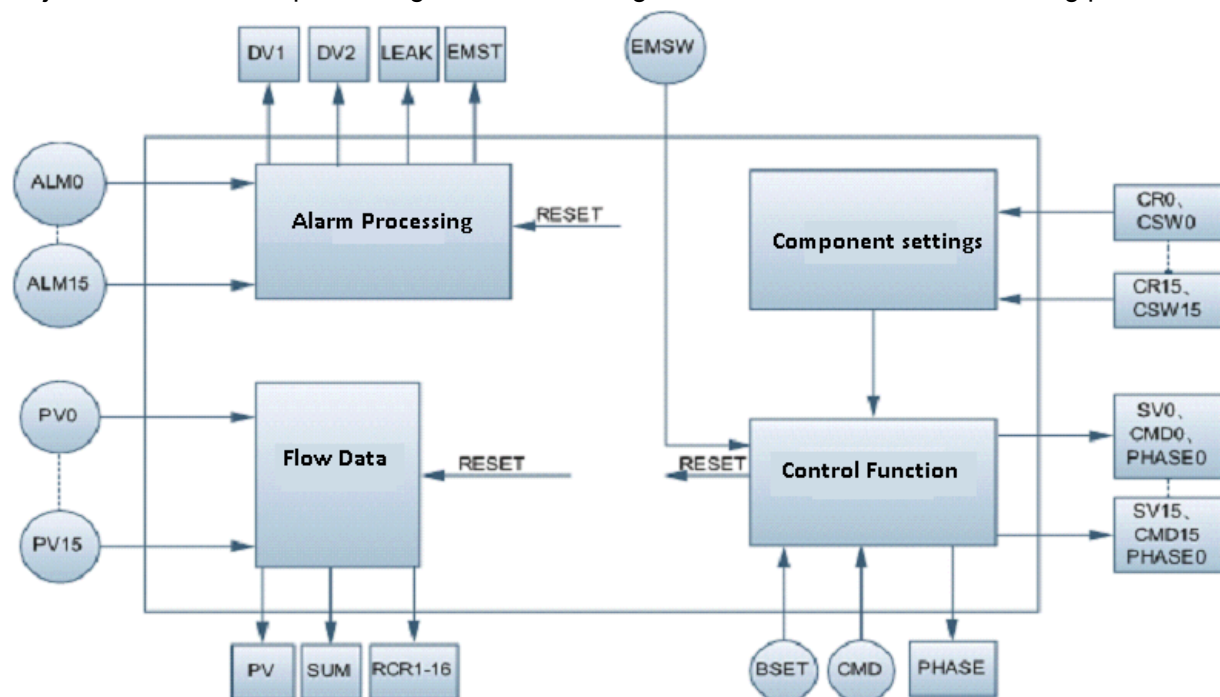 DV1 DV2 LEAK EMST EMSW
ALM0
ALM15
Alarm Processing
RESET
Component settings
CR0、
CSW0
CR15、
CSW15
PV0
PV15
Flow Data
RESET
RESET
Control Function
SV0、
CMD0、
PHASE0
SV15、
CMD15
PHASE0
PV SUM RCR1-16 BSET CMD PHASE